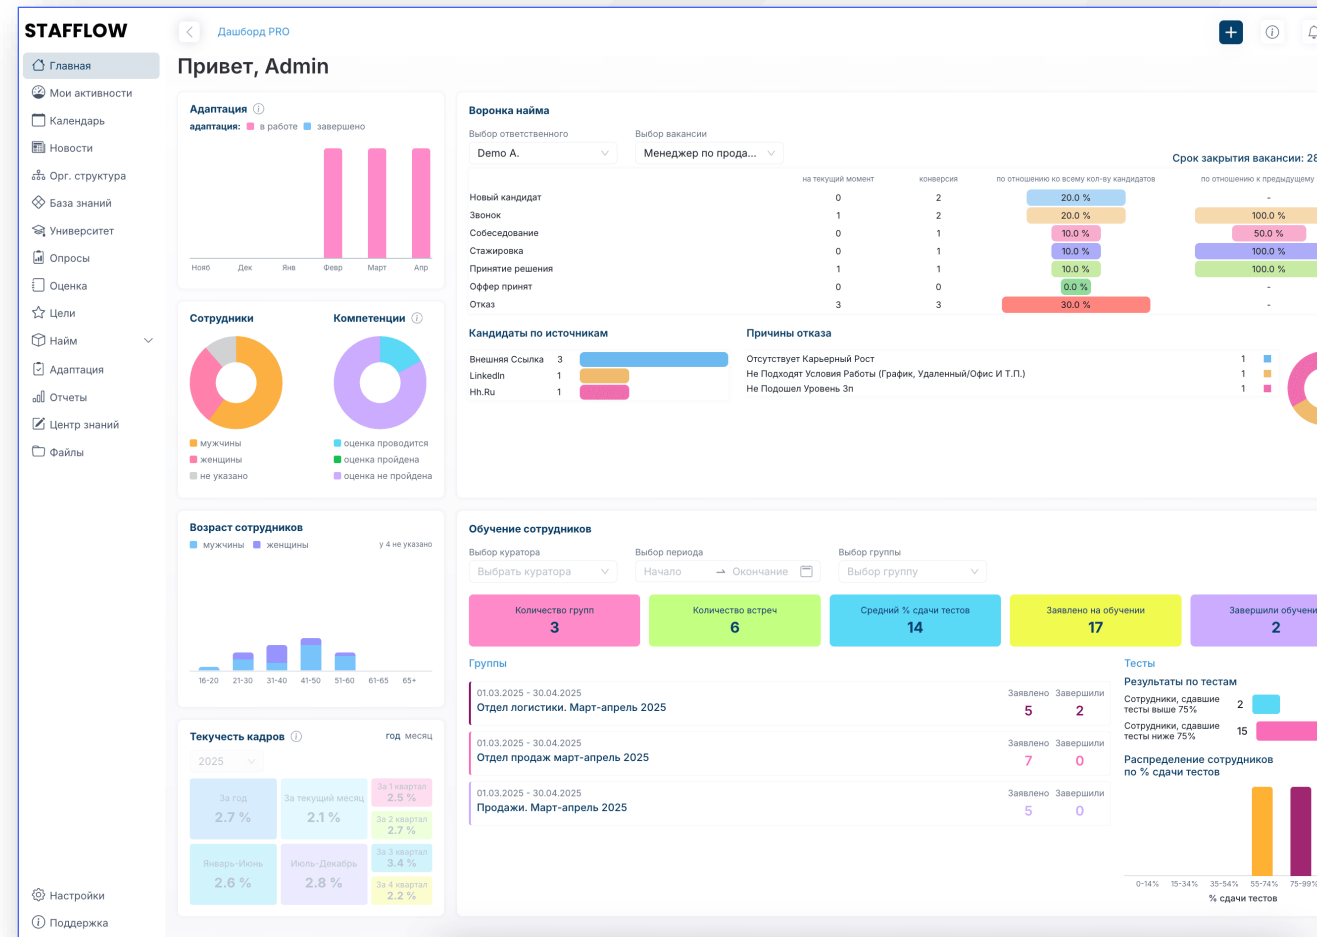 STAFFLOW
Дашборд PRO
Привет, Admin
Главная
Мои активности
Календарь
Новости
Орг. структура
База знаний
Университет
Опросы
Оценка
Цели
Найм
Адаптация
Отчеты
Центр знаний
Файлы
Настройки
Поддержка
Адаптация
адаптация: в работе завершено
Нояб Дек Янв Февр Март Апр
Сотрудники
мужчины
женщины
не указано
Компетенции
оценка проводится
оценка пройдена
оценка не пройдена
Возраст сотрудников
мужчины женщины у 4 не указано
16-20 21-30 31-40 41-50 51-60 61-65 65+
Текучесть кадров год месяц
2025
За год
2.7 %
За текущий месяц
2.1 %
За 1 квартал
2.5 %
За 2 квартал
2.7 %
Январь-Июнь
2.6 %
Июль-Декабрь
2.8 %
За 3 квартал
3.4 %
За 4 квартал
2.2 %
Воронка найма
Выбор ответственного Выбор вакансии
Demo A. Менеджер по прода...
Срок закрытия вакансии: 28
на текущий момент конверсия по отношению ко всему кол-ву кандидатов по отношению к предыдущему
Новый кандидат 0 2 20.0 % -
Звонок 1 2 20.0 % 100.0 %
Собеседование 0 1 10.0 % 50.0 %
Стажировка 0 1 10.0 % 100.0 %
Принятие решения 1 1 10.0 % 100.0 %
Оффер принят 0 0 0.0 % -
Отказ 3 3 30.0 % -
Кандидаты по источникам
Внешняя Ссылка 3
LinkedIn 1
Hh.Ru 1
Причины отказа
Отсутствует Карьерный Рост 1
Не Подходят Условия Работы (График, Удаленный/Офис И Т.П.) 1
Не Подошел Уровень Зп 1
Обучение сотрудников
Выбор куратора Выбор периода Выбор группы
Выбрать куратора Начало → Окончание Выбор группу
Количество групп
3
Количество встреч
6
Средний % сдачи тестов
14
Заявлено на обучении
17
Завершили обучени
2
Группы
01.03.2025 - 30.04.2025 Заявлено Завершили
Отдел логистики. Март-апрель 2025 5 2
01.03.2025 - 30.04.2025 Заявлено Завершили
Отдел продаж март-апрель 2025 7 0
01.03.2025 - 30.04.2025 Заявлено Завершили
Продажи. Март-апрель 2025 5 0
Тесты
Результаты по тестам
Сотрудники, сдавшие
тесты выше 75% 2
Сотрудники, сдавшие
тесты ниже 75% 15
Распределение сотрудников
по % сдачи тестов
0-14% 15-34% 35-54% 55-74% 75-99%
% сдачи тестов